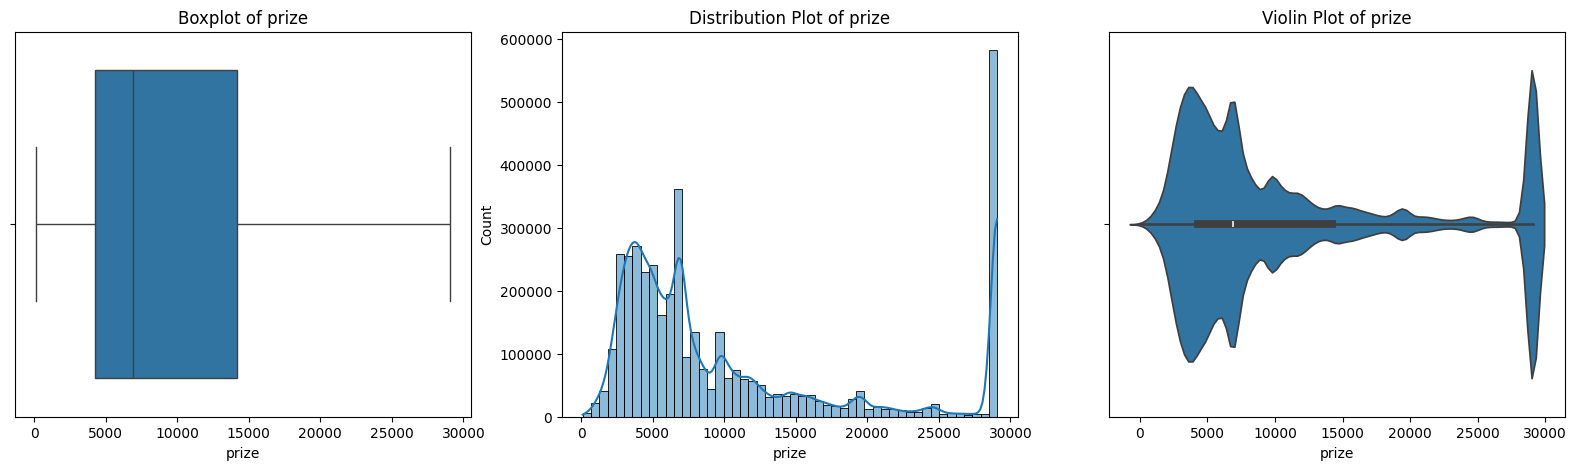 Boxplot of prize
0 5000 10000 15000 20000 25000 30000
prize
Distribution Plot of prize
600000
500000
400000
300000
200000
100000
0
Count
0 5000 10000 15000 20000 25000 30000
prize
Violin Plot of prize
0 5000 10000 15000 20000 25000 30000
prize